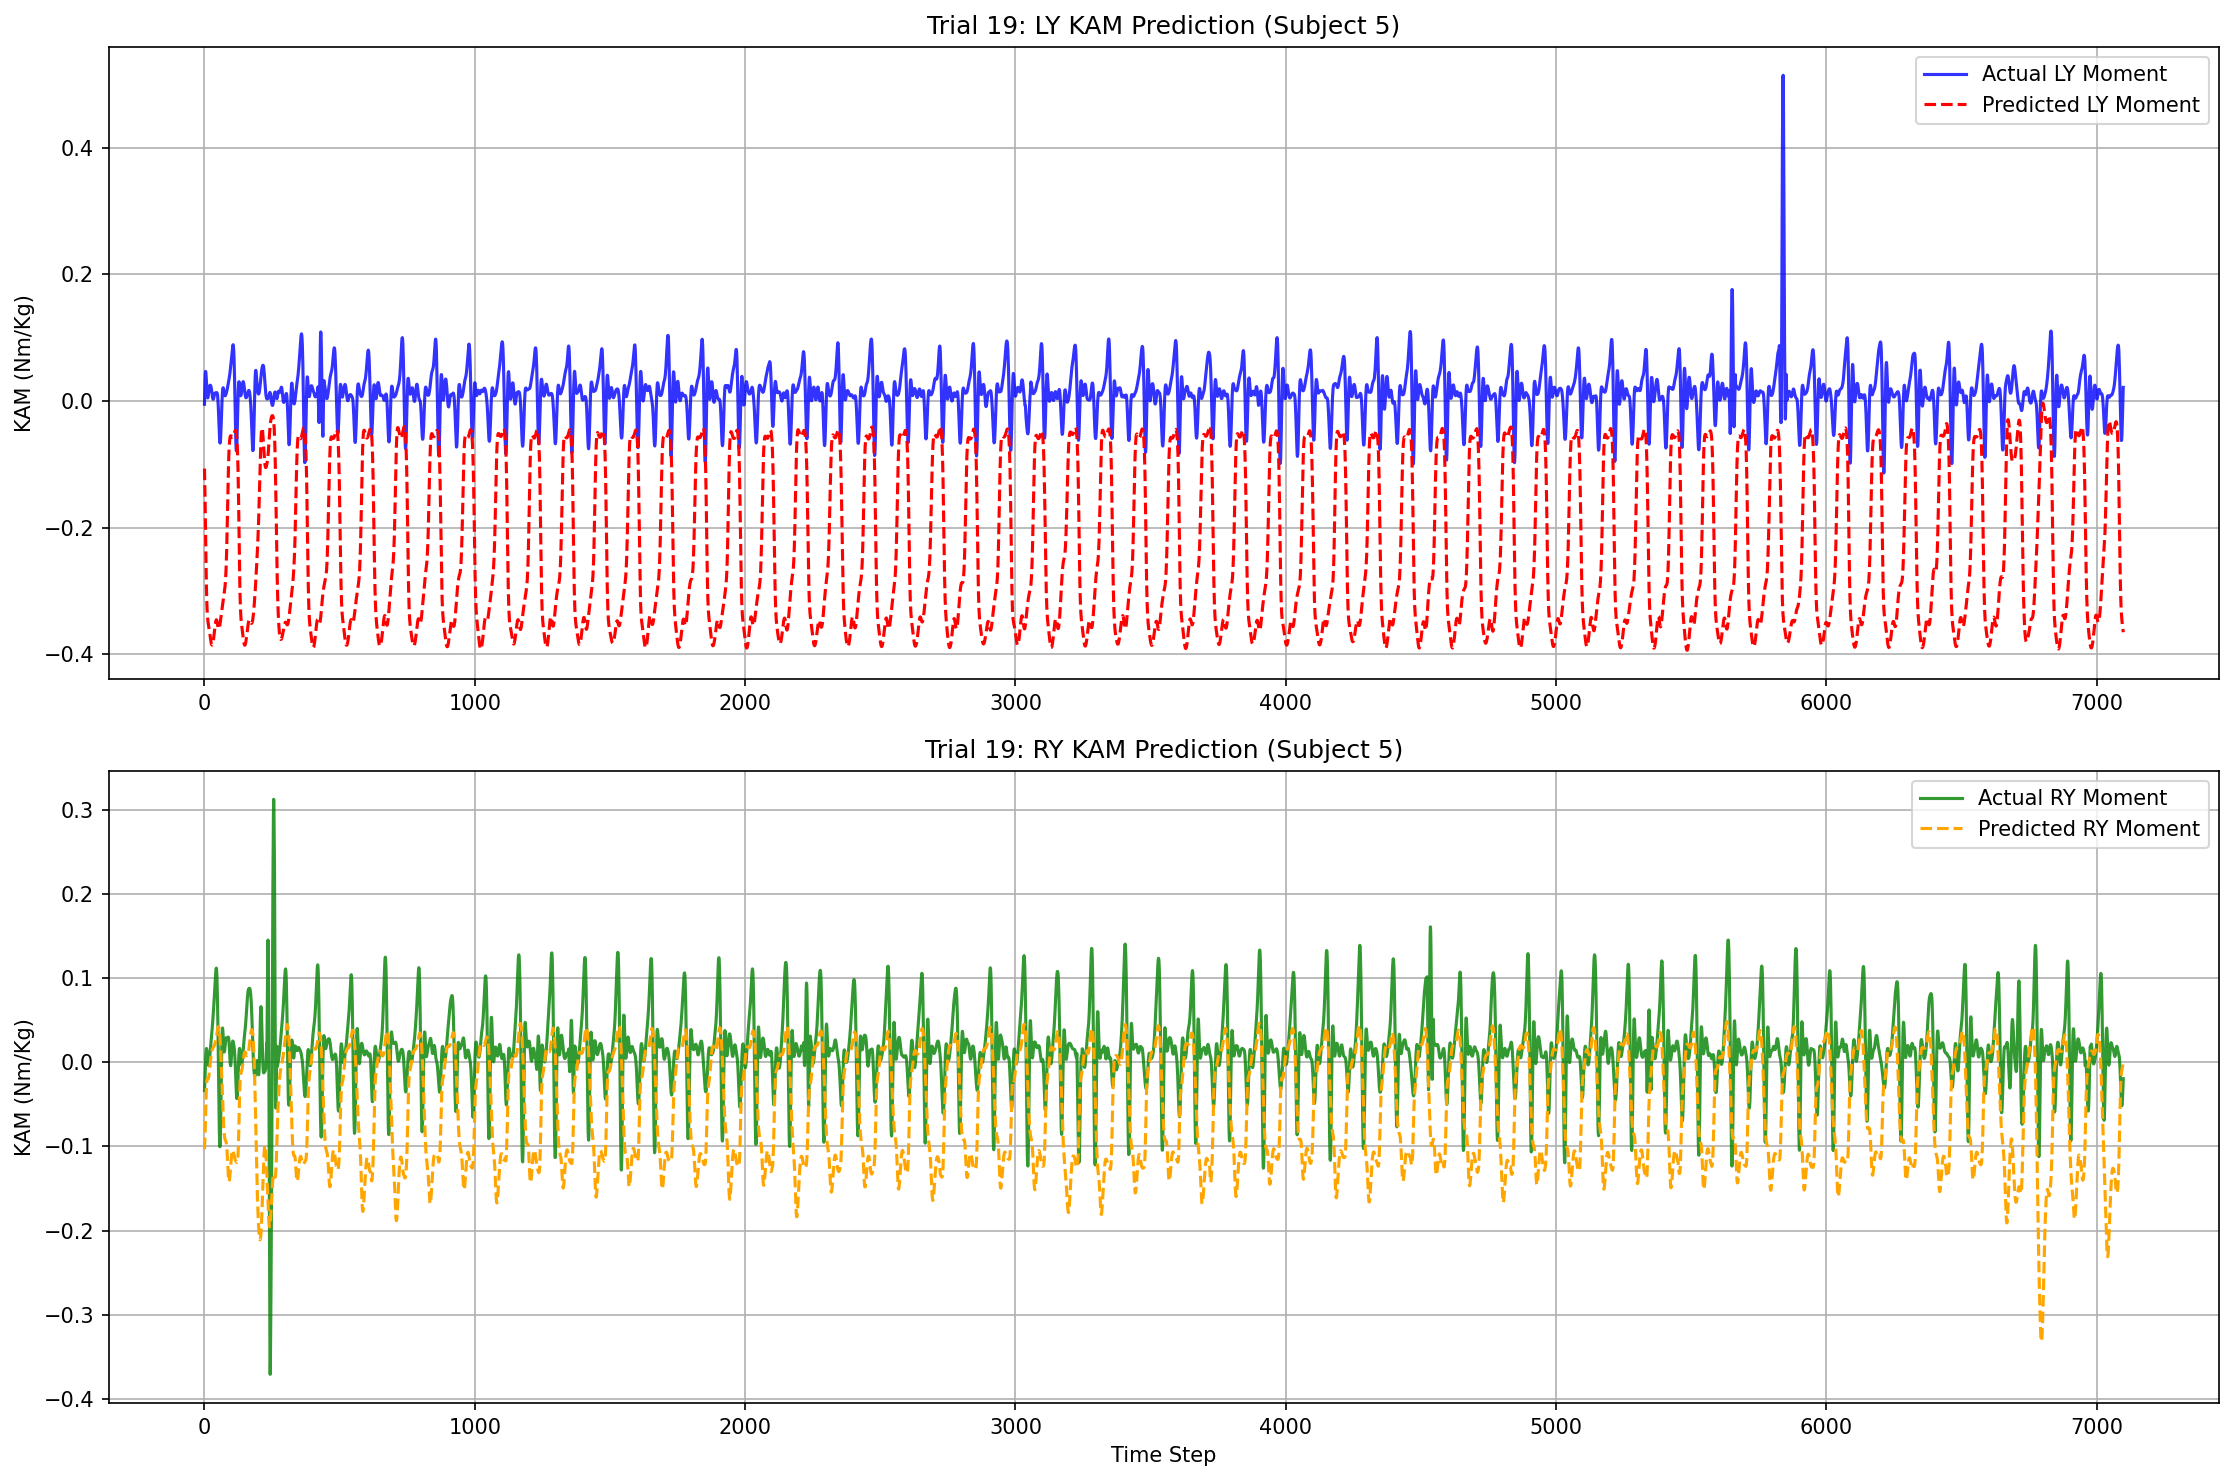 Trial 19: LY KAM Prediction (Subject 5)
Actual LY Moment
Predicted LY Moment
KAM (Nm/Kg)
0.4
0.2
0.0
−0.2
−0.4
0 1000 2000 3000 4000 5000 6000 7000
Trial 19: RY KAM Prediction (Subject 5)
Actual RY Moment
Predicted RY Moment
KAM (Nm/Kg)
0.3
0.2
0.1
0.0
−0.1
−0.2
−0.3
−0.4
0 1000 2000 3000 4000 5000 6000 7000
Time Step